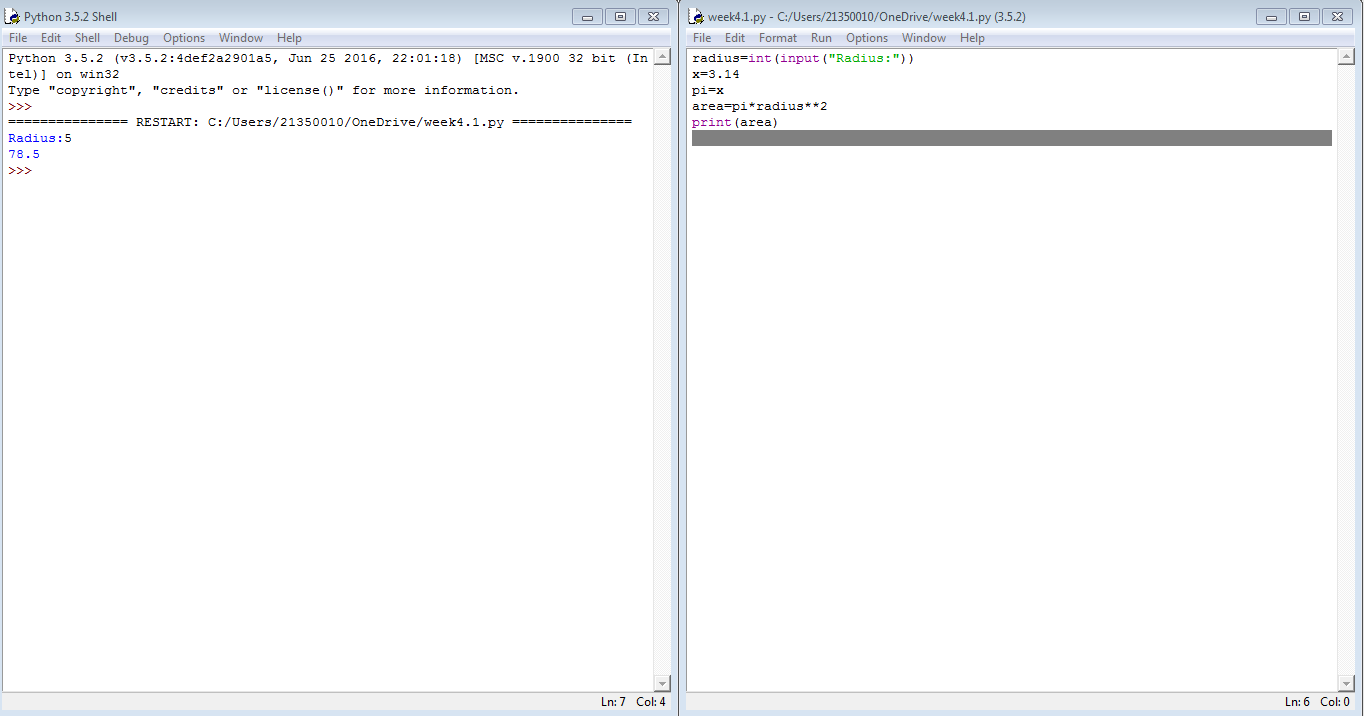 Python 3.5.2 Shell
File Edit Shell Debug Options Window Help
Python 3.5.2 (v3.5.2:4def2a2901a5, Jun 25 2016, 22:01:18) [MSC v.1900 32 bit (In
tel)] on win32
Type "copyright", "credits" or "license()" for more information.
>>>
=============== RESTART: C:/Users/21350010/OneDrive/week4.1.py ===============
Radius:5
78.5
>>>
Ln: 7 Col: 4
week4.1.py - C:/Users/21350010/OneDrive/week4.1.py (3.5.2)
File Edit Format Run Options Window Help
radius=int(input("Radius:"))
x=3.14
pi=x
area=pi*radius**2
print(area)
Ln: 6 Col: 0